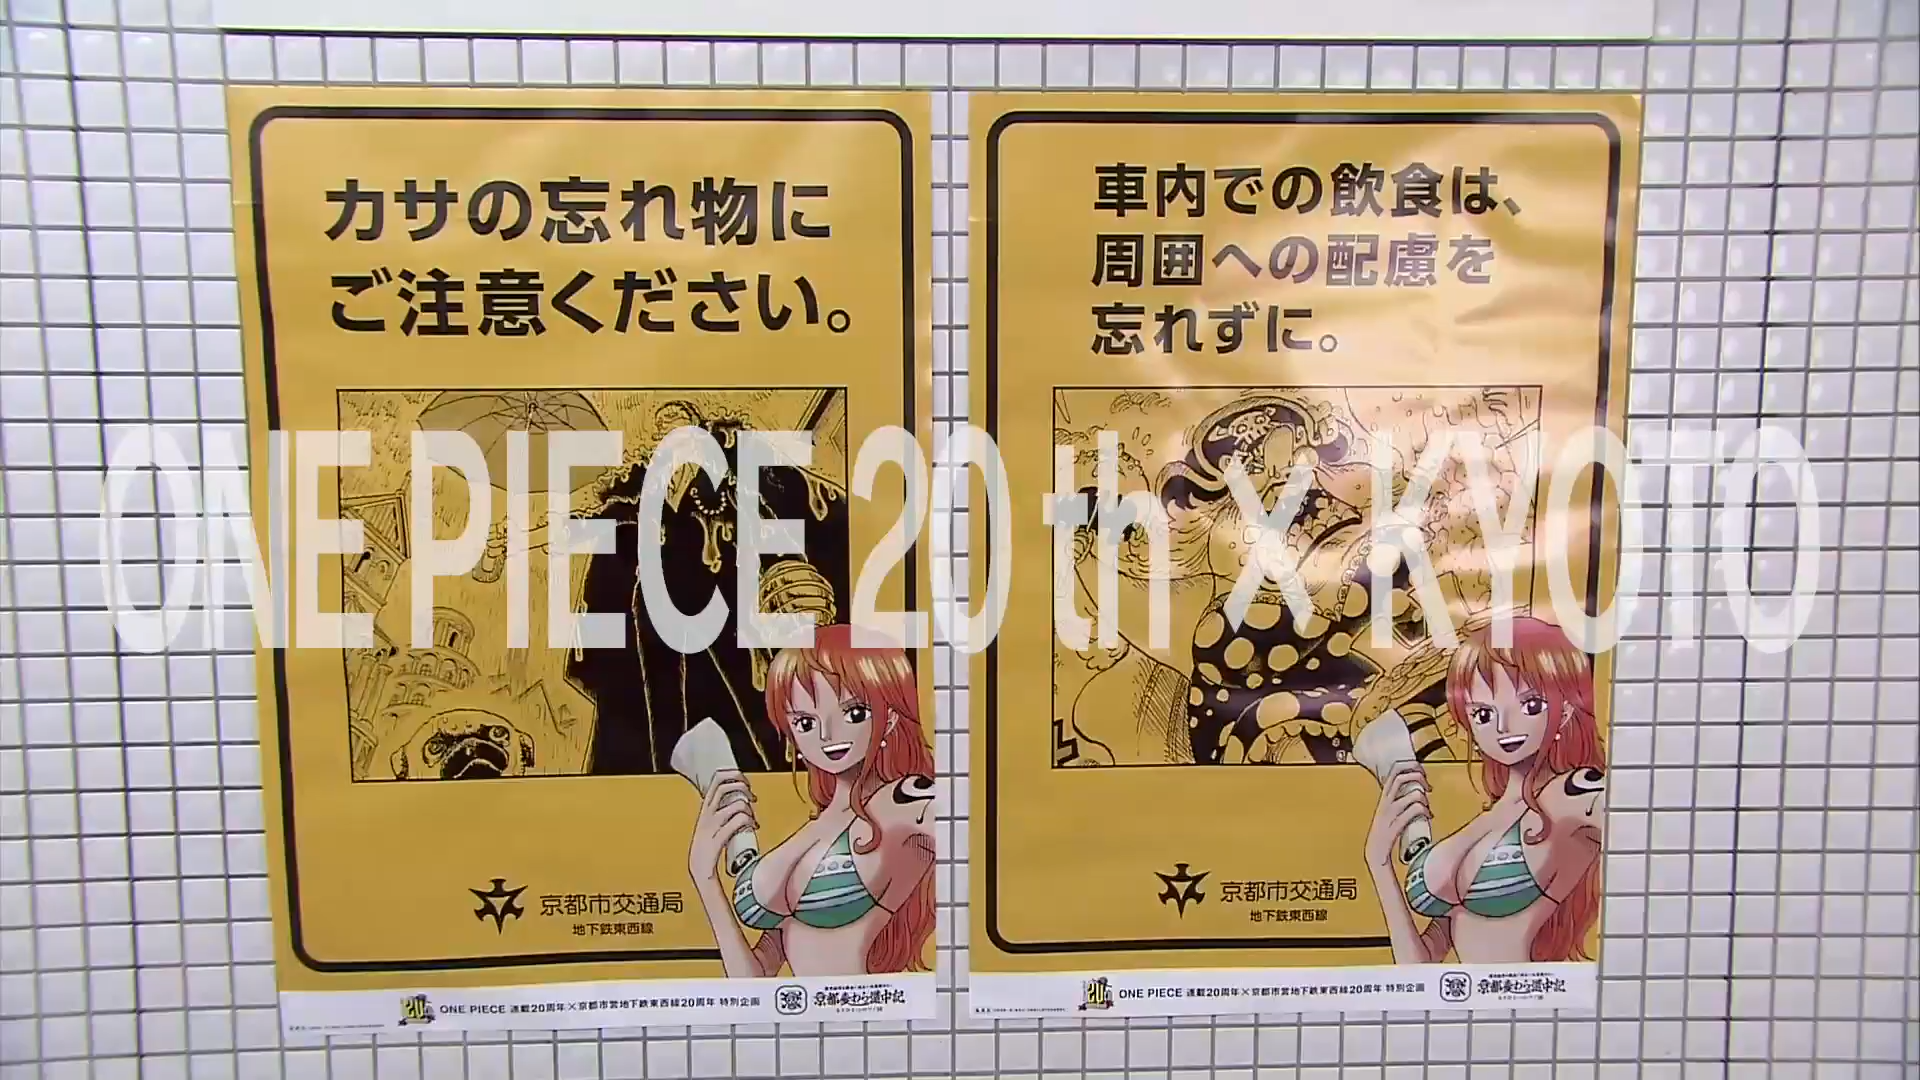 カサの忘れ物に
ご注意ください。
車内での飲食は、
周囲への配慮を
忘れずに。
ONE PIECE 20 th × KYOTO
京都市交通局
地下鉄東西線
京都市交通局
地下鉄東西線
20th
ONE PIECE 連載20周年×京都市営地下鉄東西線20周年 特別企画
京都麦わら道中記
20th
ONE PIECE 連載20周年×京都市営地下鉄東西線20周年 特別企画
京都麦わら道中記